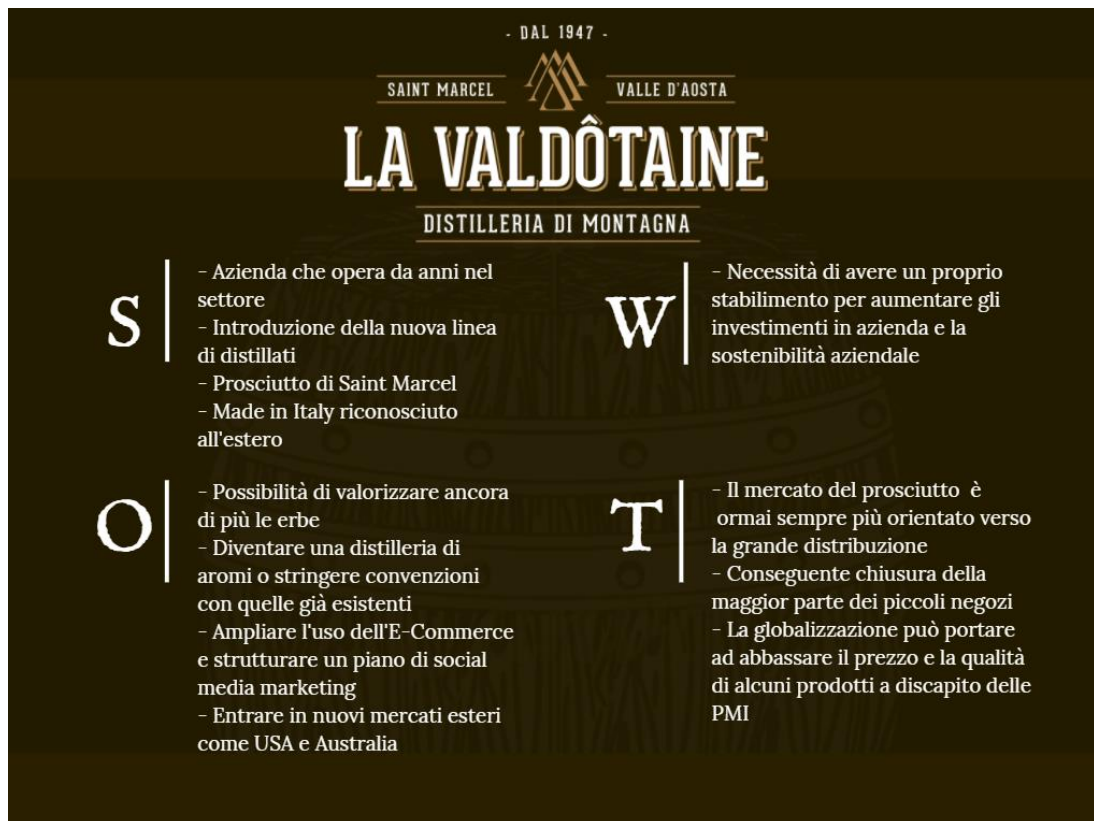 - DAL 1947 -
SAINT MARCEL
VALLE D'AOSTA
LA VALDÔTAINE
DISTILLERIA DI MONTAGNA
S
- Azienda che opera da anni nel
settore
- Introduzione della nuova linea
di distillati
- Prosciutto di Saint Marcel
- Made in Italy riconosciuto
all'estero
W
- Necessità di avere un proprio
stabilimento per aumentare gli
investimenti in azienda e la
sostenibilità aziendale
O
- Possibilità di valorizzare ancora
di più le erbe
- Diventare una distilleria di
aromi o stringere convenzioni
con quelle già esistenti
- Ampliare l'uso dell'E-Commerce
e strutturare un piano di social
media marketing
- Entrare in nuovi mercati esteri
come USA e Australia
T
- Il mercato del prosciutto è
ormai sempre più orientato verso
la grande distribuzione
- Conseguente chiusura della
maggior parte dei piccoli negozi
- La globalizzazione può portare
ad abbassare il prezzo e la qualità
di alcuni prodotti a discapito delle
PMI